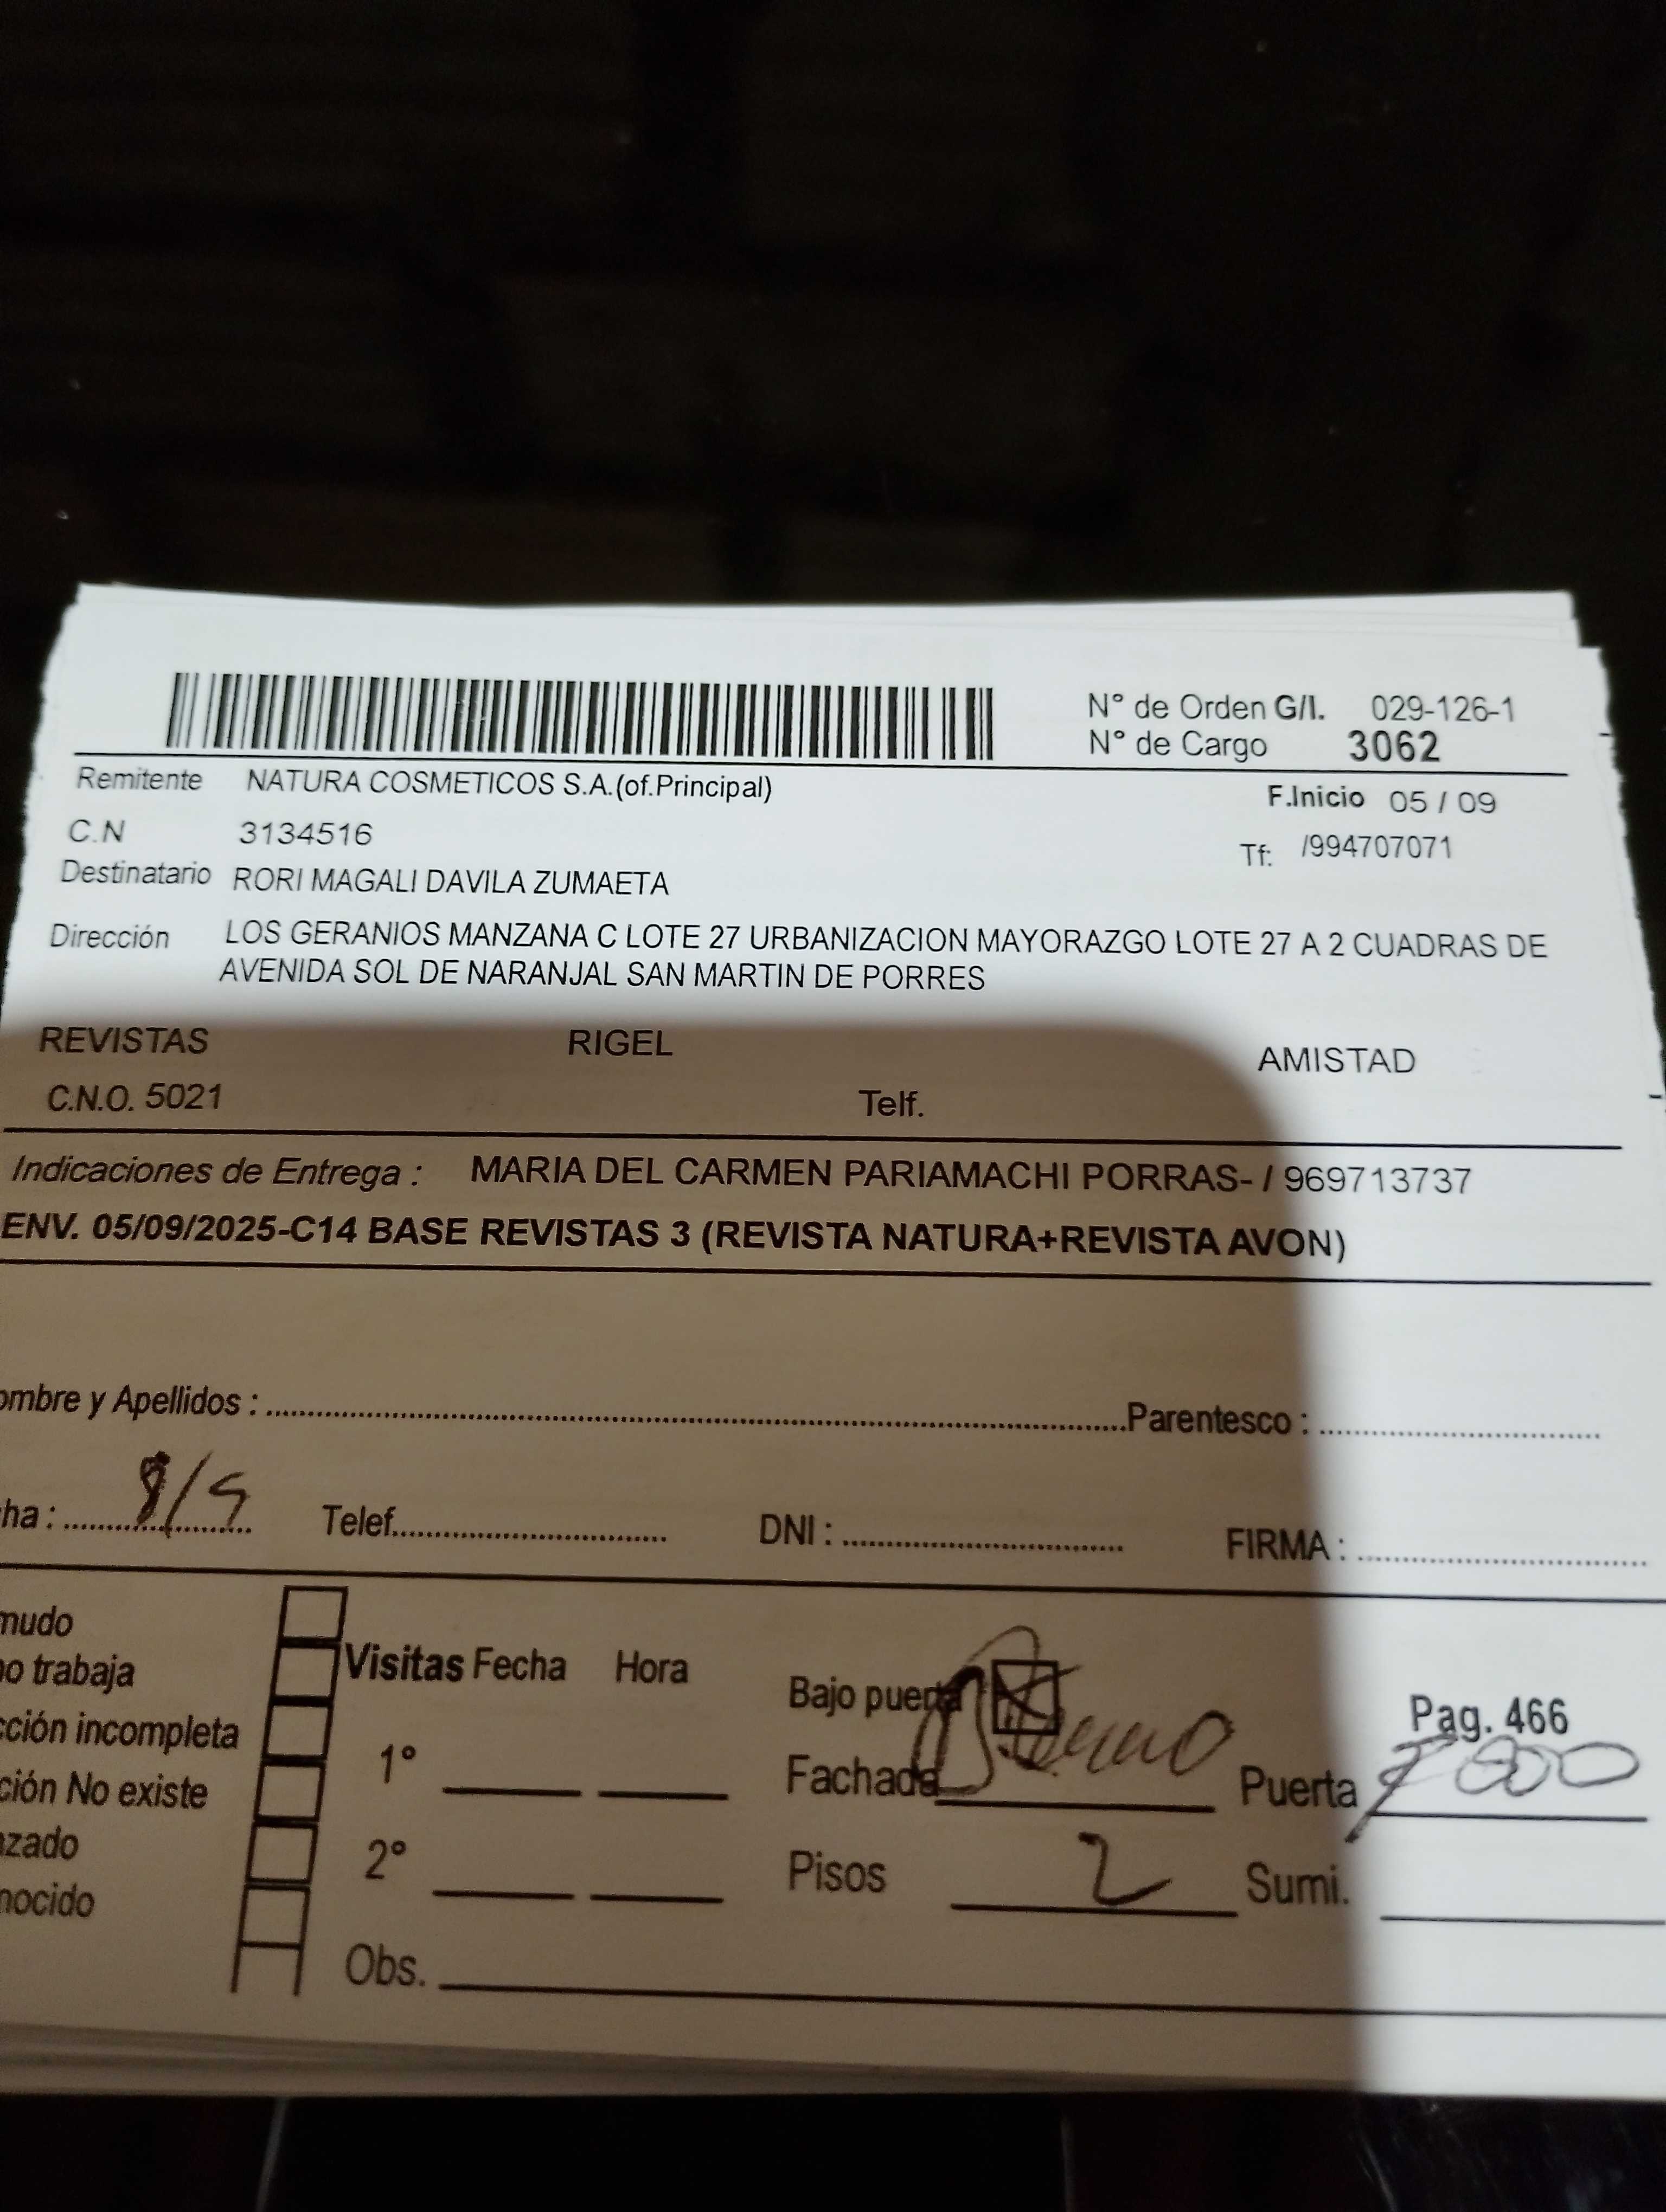 N° de Orden G/I. 029-126-1
N° de Cargo 3062
Remitente NATURA COSMETICOS S.A.(of.Principal)
F.Inicio 05 / 09
C.N 3134516
Tf: /994707071
Destinatario RORI MAGALI DAVILA ZUMAETA
Dirección LOS GERANIOS MANZANA C LOTE 27 URBANIZACION MAYORAZGO LOTE 27 A 2 CUADRAS DE
AVENIDA SOL DE NARANJAL SAN MARTIN DE PORRES
REVISTAS RIGEL AMISTAD
C.N.O. 5021 Telf.
Indicaciones de Entrega : MARIA DEL CARMEN PARIAMACHI PORRAS- / 969713737
ENV. 05/09/2025-C14 BASE REVISTAS 3 (REVISTA NATURA+REVISTA AVON)
ombre y Apellidos : Parentesco :
ha : 8/9 Telef. DNI : FIRMA :
mudo
no trabaja
Visitas Fecha Hora
Bajo puerta
cción incompleta
Pag. 466
ción No existe
1°
Fachada
Puerta
zado
2°
Pisos 2 Sumi.
nocido
Obs.